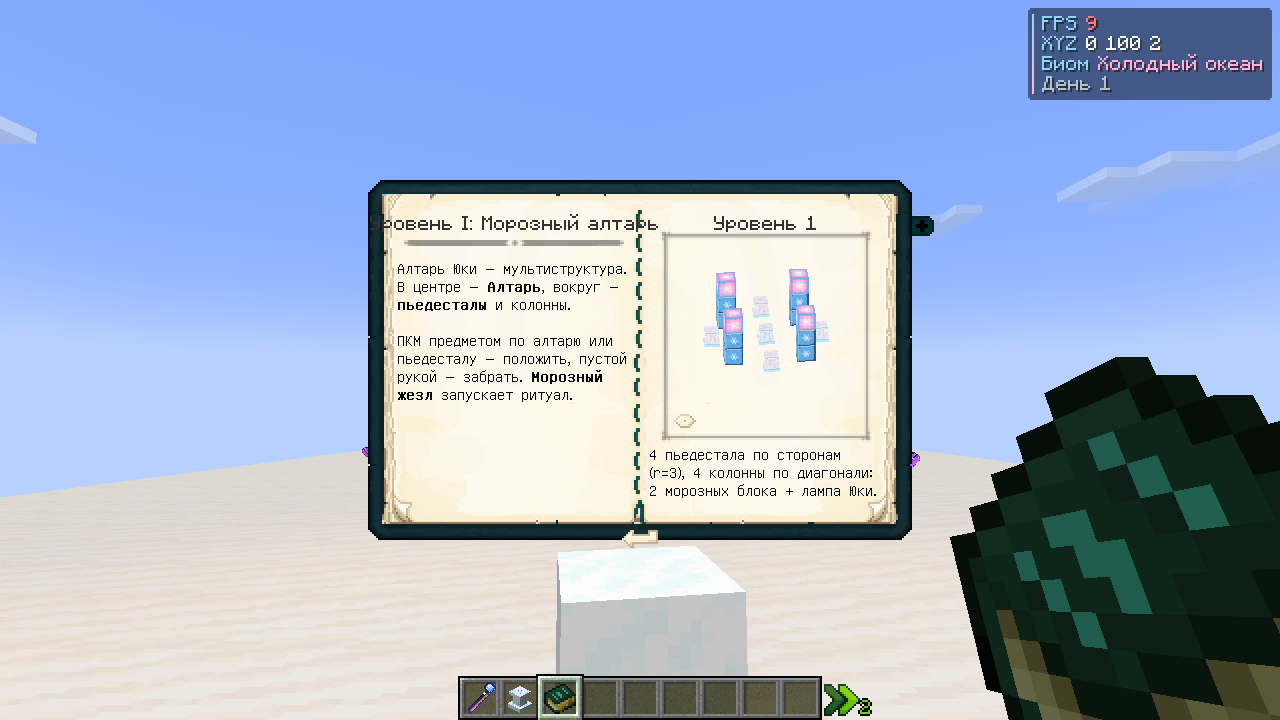 FPS 9
XYZ 0 100 2
Биом Холодный океан
День 1
Уровень I: Морозный алтарь
Алтарь Юки — мультиструктура.
В центре — Алтарь, вокруг —
пьедесталы и колонны.
ПКМ предметом по алтарю или
пьедесталу — положить, пустой
рукой — забрать. Морозный
жезл запускает ритуал.
Уровень 1
4 пьедестала по сторонам
(r=3), 4 колонны по диагонали:
2 морозных блока + лампа Юки.